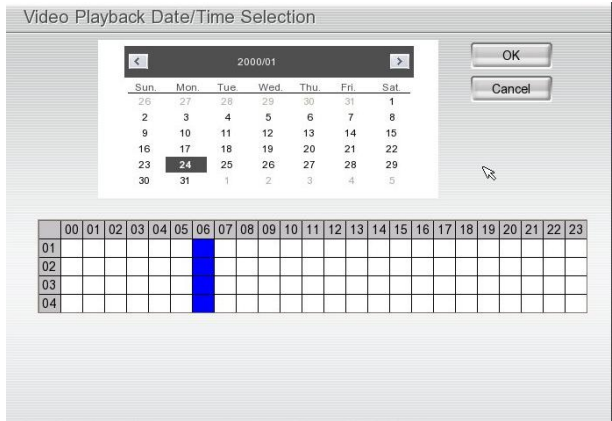 Video Playback Date/Time Selection
< 2000/01 >
OK
Sun. Mon. Tue. Wed. Thu. Fri. Sat.
Cancel
26 27 28 29 30 31 1
2 3 4 5 6 7 8
9 10 11 12 13 14 15
16 17 18 19 20 21 22
23 24 25 26 27 28 29
30 31 1 2 3 4 5
00 01 02 03 04 05 06 07 08 09 10 11 12 13 14 15 16 17 18 19 20 21 22 23
01
02
03
04